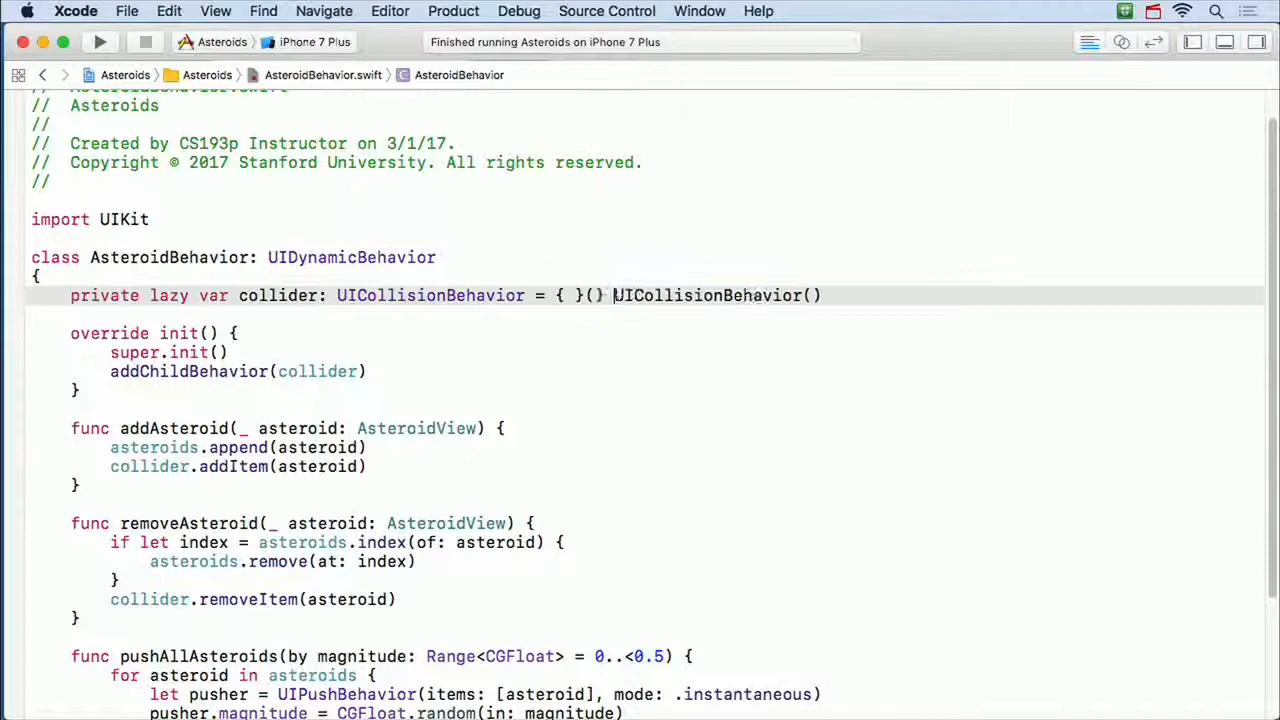 Xcode File Edit View Find Navigate Editor Product Debug Source Control Window Help
Asteroids iPhone 7 Plus Finished running Asteroids on iPhone 7 Plus
Asteroids Asteroids AsteroidBehavior.swift C AsteroidBehavior
// AsteroidBehavior.swift
// Asteroids
//
// Created by CS193p Instructor on 3/1/17.
// Copyright © 2017 Stanford University. All rights reserved.
//
import UIKit
class AsteroidBehavior: UIDynamicBehavior
{
private lazy var collider: UICollisionBehavior = { }() UICollisionBehavior()
override init() {
super.init()
addChildBehavior(collider)
}
func addAsteroid(_ asteroid: AsteroidView) {
asteroids.append(asteroid)
collider.addItem(asteroid)
}
func removeAsteroid(_ asteroid: AsteroidView) {
if let index = asteroids.index(of: asteroid) {
asteroids.remove(at: index)
}
collider.removeItem(asteroid)
}
func pushAllAsteroids(by magnitude: Range<CGFloat> = 0..<0.5) {
for asteroid in asteroids {
let pusher = UIPushBehavior(items: [asteroid], mode: .instantaneous)
pusher.magnitude = CGFloat.random(in: magnitude)